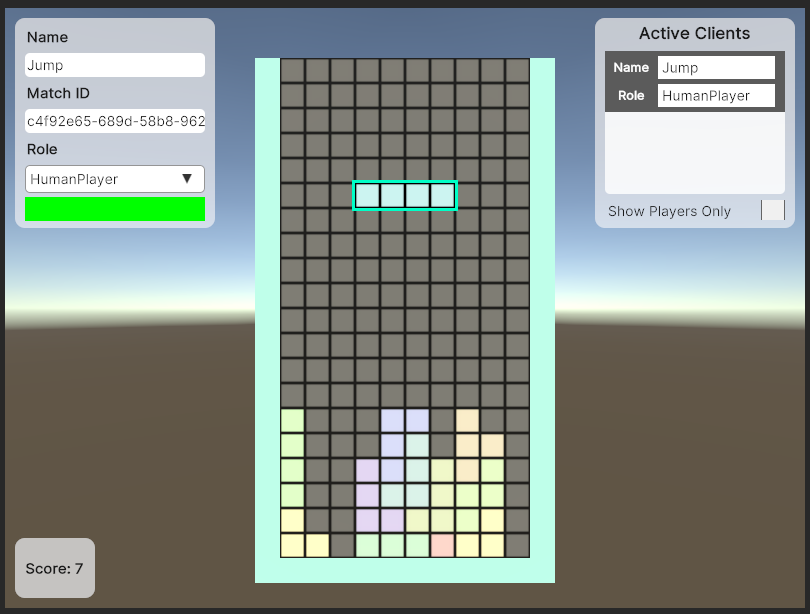 Name
Jump
Match ID
c4f92e65-689d-58b8-962
Role
HumanPlayer
Active Clients
Name Jump
Role HumanPlayer
Show Players Only
Score: 7